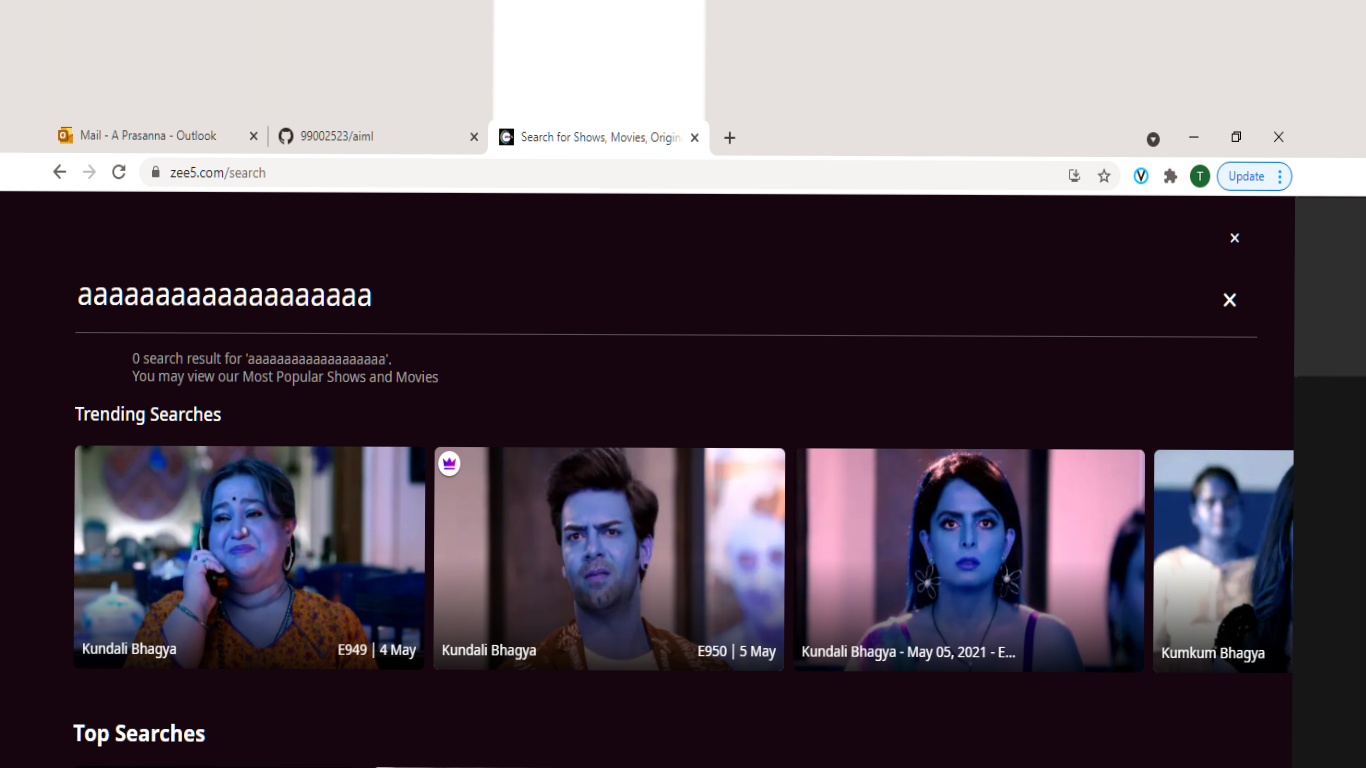 Mail - A Prasanna - Outlook
99002523/aiml
Search for Shows, Movies, Origin
zee5.com/search
T
Update
aaaaaaaaaaaaaaaaaaa
0 search result for 'aaaaaaaaaaaaaaaaaaa'.
You may view our Most Popular Shows and Movies
Trending Searches
Kundali Bhagya E949 | 4 May
Kundali Bhagya E950 | 5 May
Kundali Bhagya - May 05, 2021 - E...
Kumkum Bhagya
Top Searches